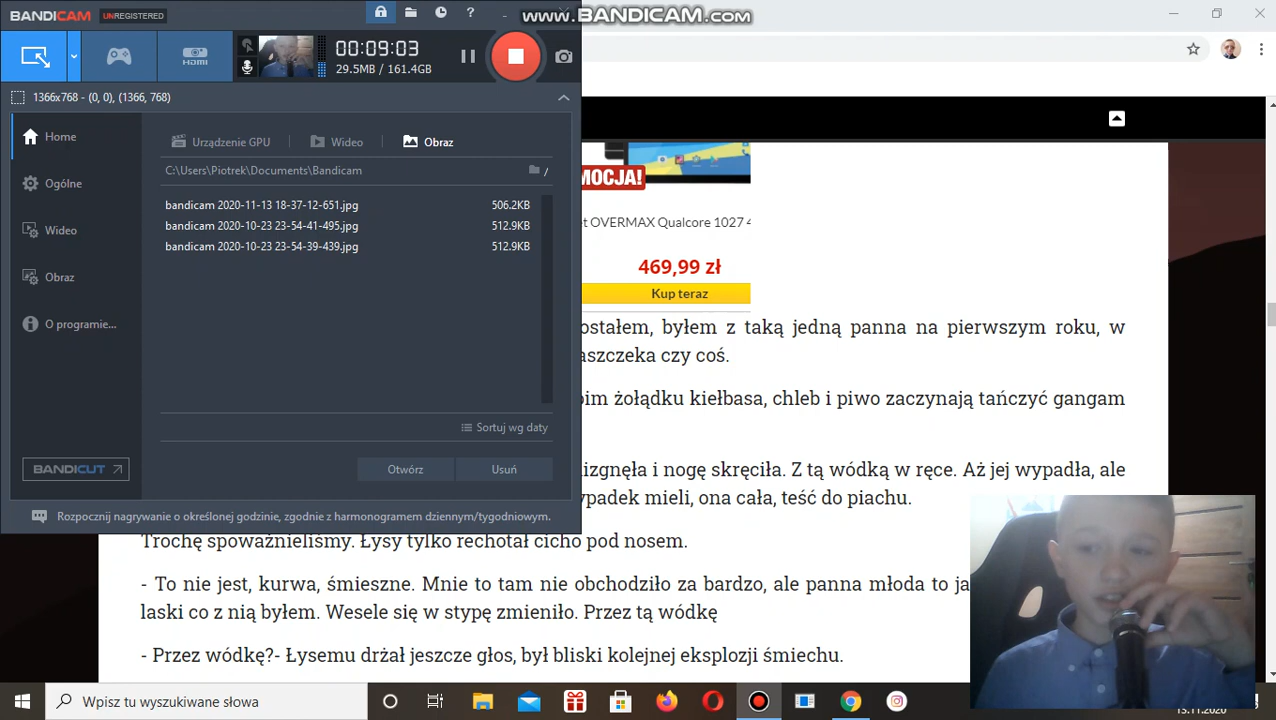 BANDICAM UNREGISTERED
www.BANDICAM.com
00:09:03
29.5MB / 161.4GB
HDMI
1366x768 - (0, 0), (1366, 768)
Home
Ogólne
Wideo
Obraz
O programie...
BANDICUT
Urządzenie GPU
Wideo
Obraz
C:\Users\Piotrek\Documents\Bandicam
/
bandicam 2020-11-13 18-37-12-651.jpg 506.2KB
bandicam 2020-10-23 23-54-41-495.jpg 512.9KB
bandicam 2020-10-23 23-54-39-439.jpg 512.9KB
Sortuj wg daty
Otwórz Usuń
Rozpocznij nagrywanie o określonej godzinie, zgodnie z harmonogramem dziennym/tygodniowym.
MOCJA!
et OVERMAX Qualcore 1027 4
469,99 zł
Kup teraz
ostałem, byłem z taką jedną panna na pierwszym roku, w
aszczeka czy coś.
oim żołądku kiełbasa, chleb i piwo zaczynają tańczyć gangam
lizgnęła i nogę skręciła. Z tą wódką w ręce. Aż jej wypadła, ale
ypadek mieli, ona cała, teść do piachu.
Trochę spoważnieliśmy. Łysy tylko rechotał cicho pod nosem.
- To nie jest, kurwa, śmieszne. Mnie to tam nie obchodziło za bardzo, ale panna młoda to ja
laski co z nią byłem. Wesele się w stypę zmieniło. Przez tą wódkę
- Przez wódkę?- Łysemu drżał jeszcze głos, był bliski kolejnej eksplozji śmiechu.
Wpisz tu wyszukiwane słowa
13.11.2020